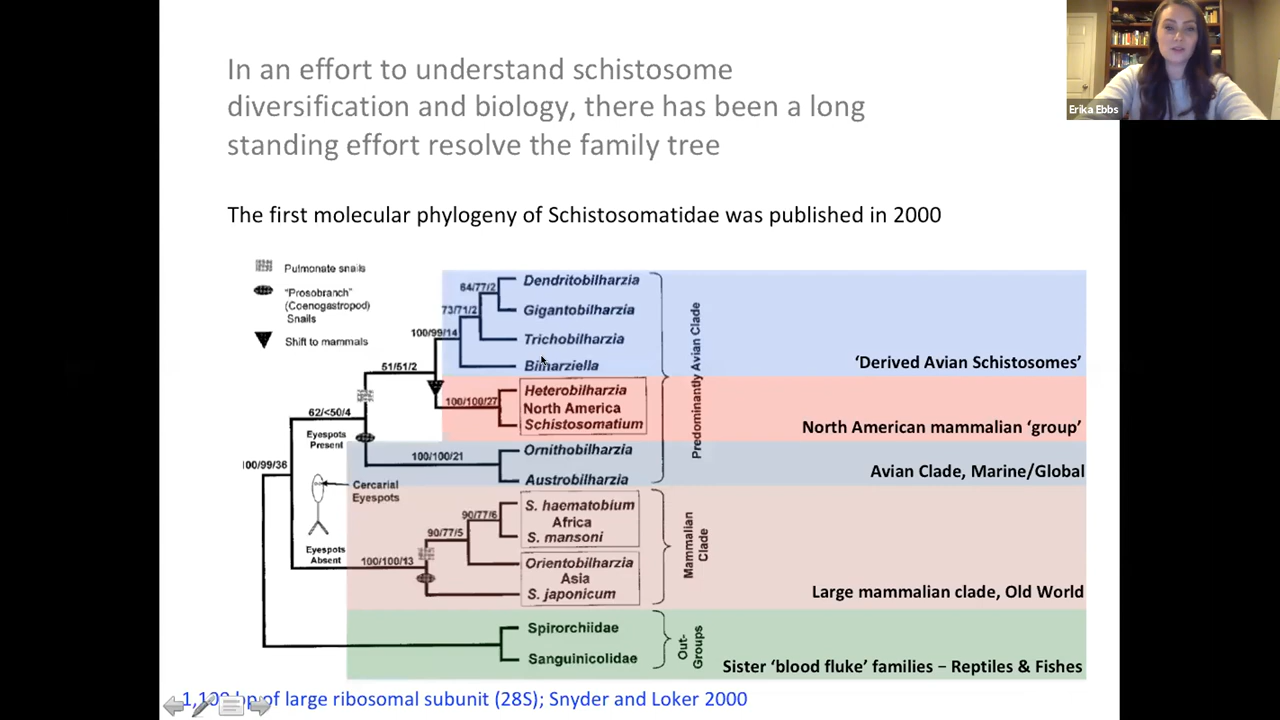 In an effort to understand schistosome
diversification and biology, there has been a long
standing effort resolve the family tree
Erika Ebbs
The first molecular phylogeny of Schistosomatidae was published in 2000
Pulmonate snails
"Prosobranch"
(Coenogastropod)
Snails
Shift to mammals
64/77/2
73/71/2
100/99/14
51/51/2
100/100/27
62/<50/4
Eyespots
Present
100/100/21
00/99/36
Cercarial
Eyespots
90/77/6
90/77/5
Eyespots
Absent
100/100/13
Dendritobilharzia
Gigantobilharzia
Trichobilharzia
Bilharziella
Heterobilharzia
North America
Schistosomatium
Ornithobilharzia
Austrobilharzia
S. haematobium
Africa
S. mansoni
Orientobilharzia
Asia
S. japonicum
Spirorchiidae
Sanguinicolidae
Predominantly Avian Clade
Mammalian
Clade
Out-
Groups
'Derived Avian Schistosomes'
North American mammalian 'group'
Avian Clade, Marine/Global
Large mammalian clade, Old World
Sister 'blood fluke' families – Reptiles & Fishes
of large ribosomal subunit (28S); Snyder and Loker 2000